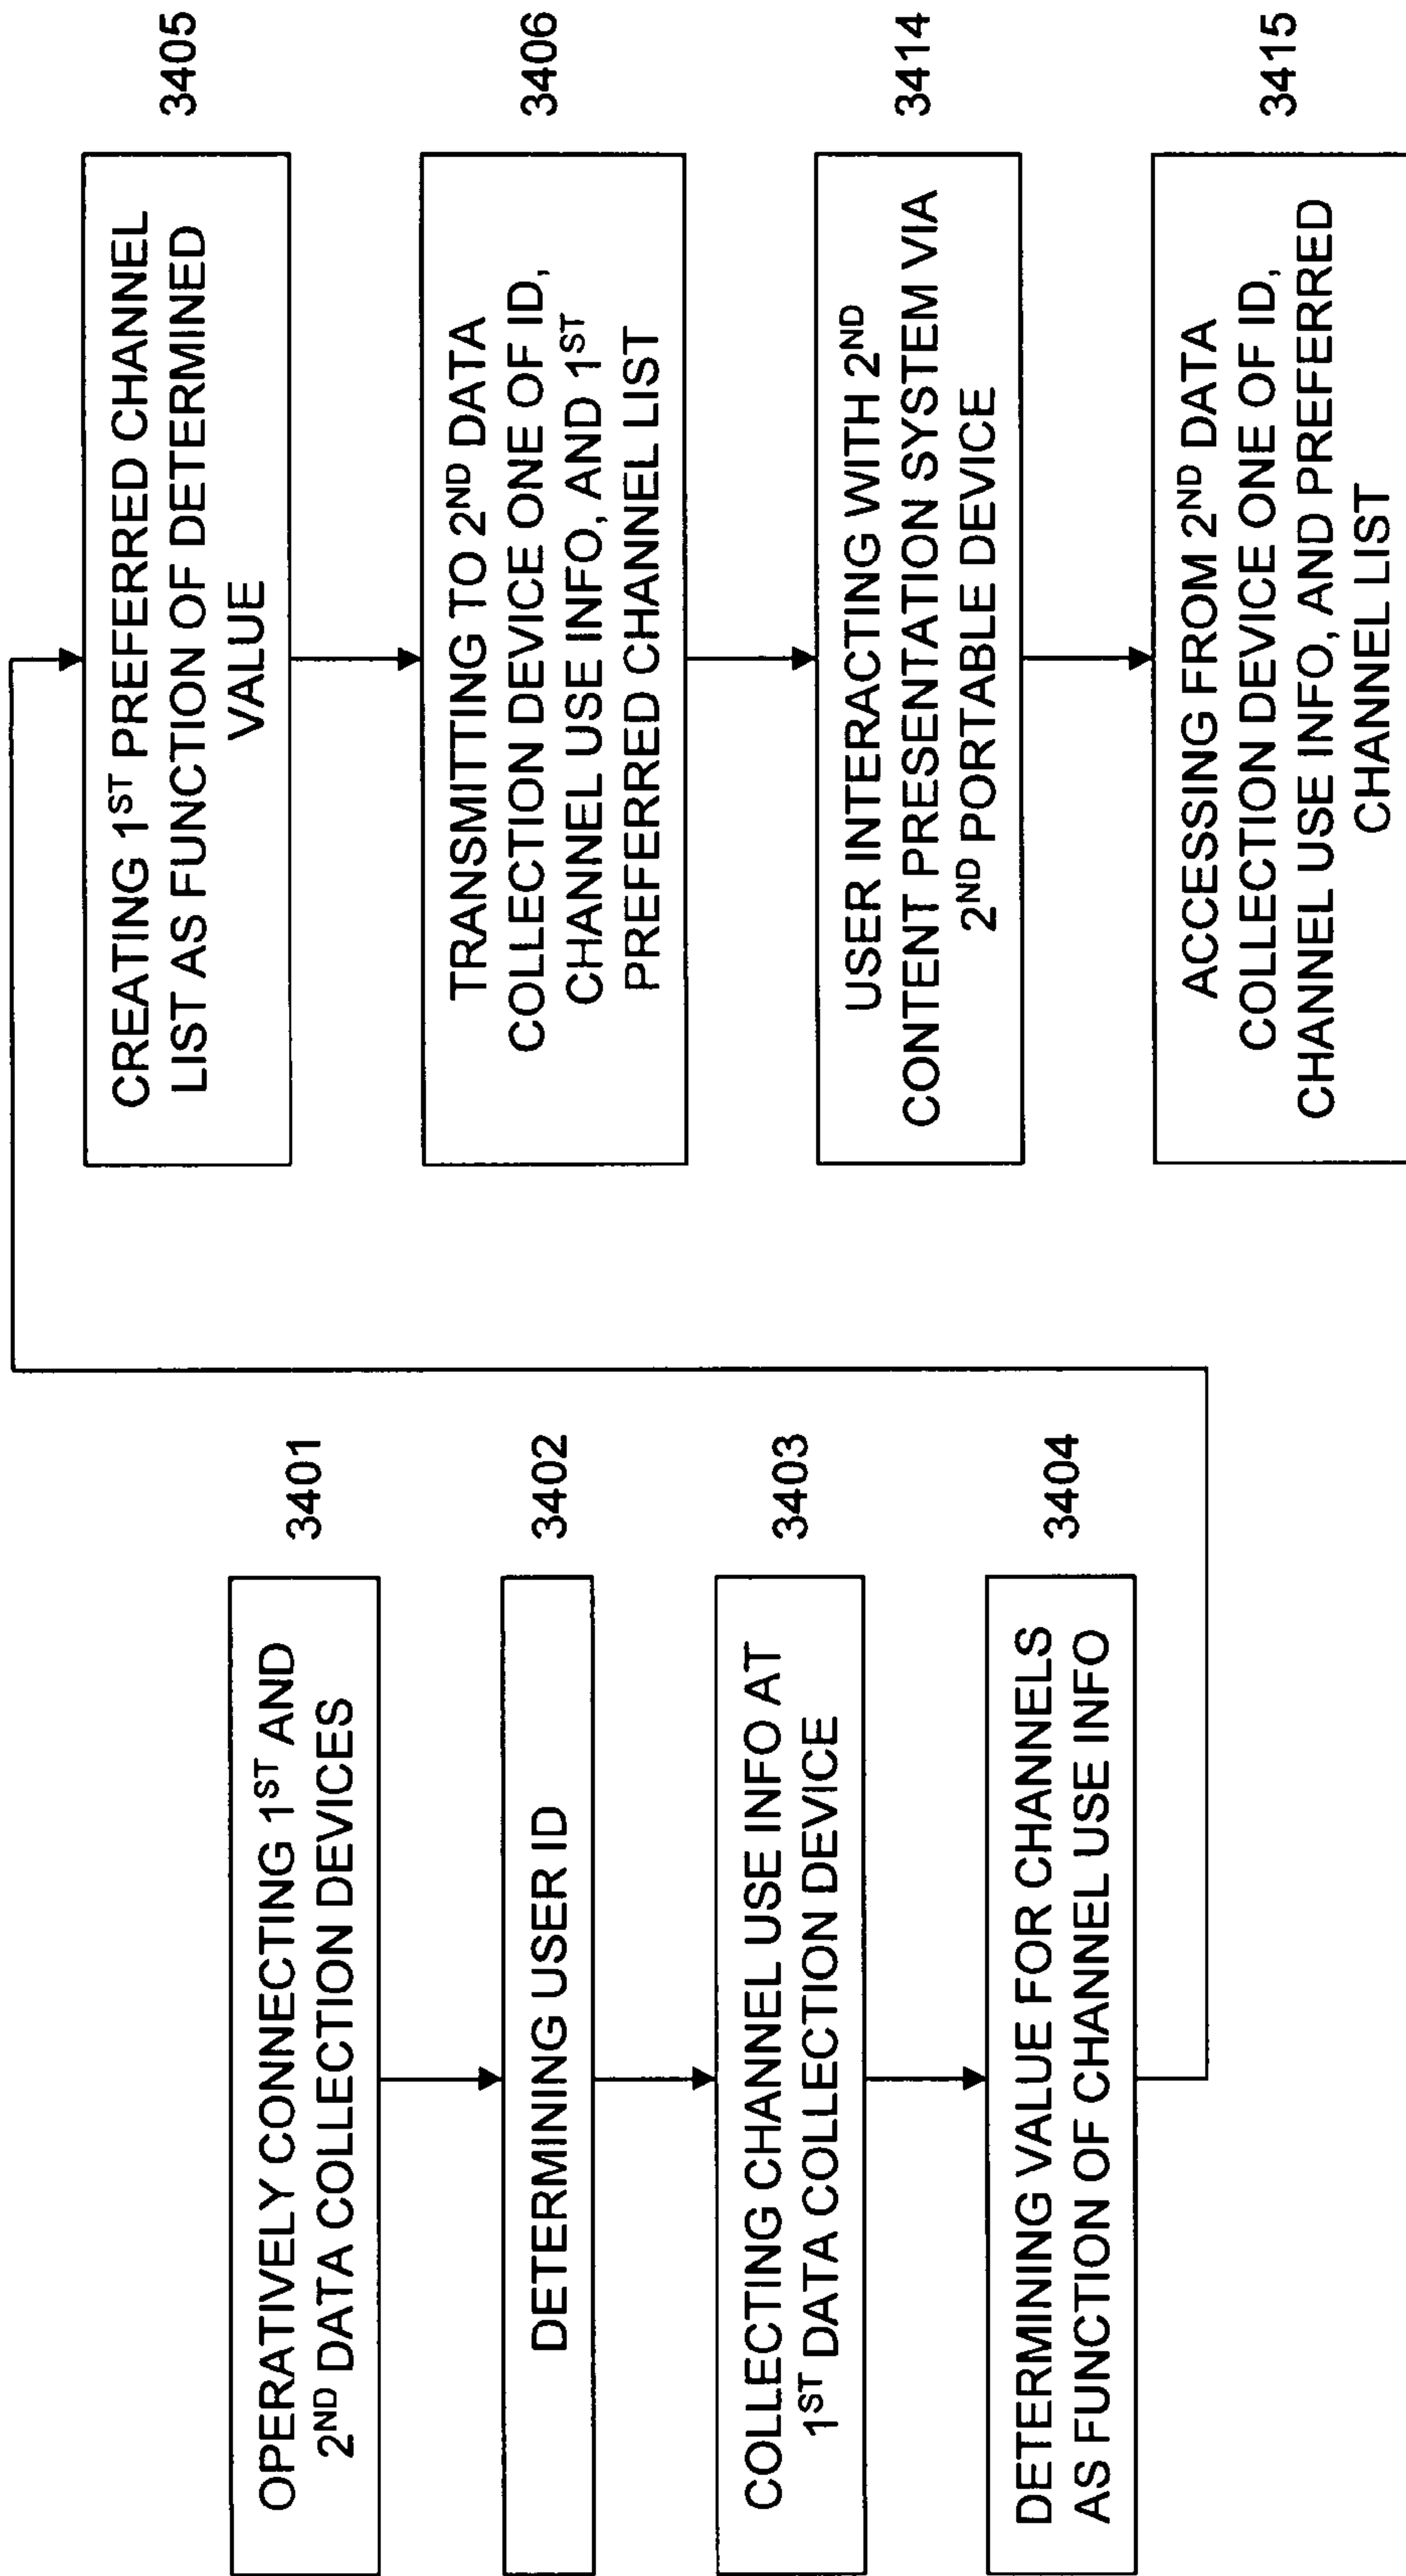 OPERATIVELY CONNECTING 1ST AND
2ND DATA COLLECTION DEVICES
3401
DETERMINING USER ID
3402
COLLECTING CHANNEL USE INFO AT
1ST DATA COLLECTION DEVICE
3403
DETERMINING VALUE FOR CHANNELS
AS FUNCTION OF CHANNEL USE INFO
3404
CREATING 1ST PREFERRED CHANNEL
LIST AS FUNCTION OF DETERMINED
VALUE
3405
TRANSMITTING TO 2ND DATA
COLLECTION DEVICE ONE OF ID,
CHANNEL USE INFO, AND 1ST
PREFERRED CHANNEL LIST
3406
USER INTERACTING WITH 2ND
CONTENT PRESENTATION SYSTEM VIA
2ND PORTABLE DEVICE
3414
ACCESSING FROM 2ND DATA
COLLECTION DEVICE ONE OF ID,
CHANNEL USE INFO, AND PREFERRED
CHANNEL LIST
3415